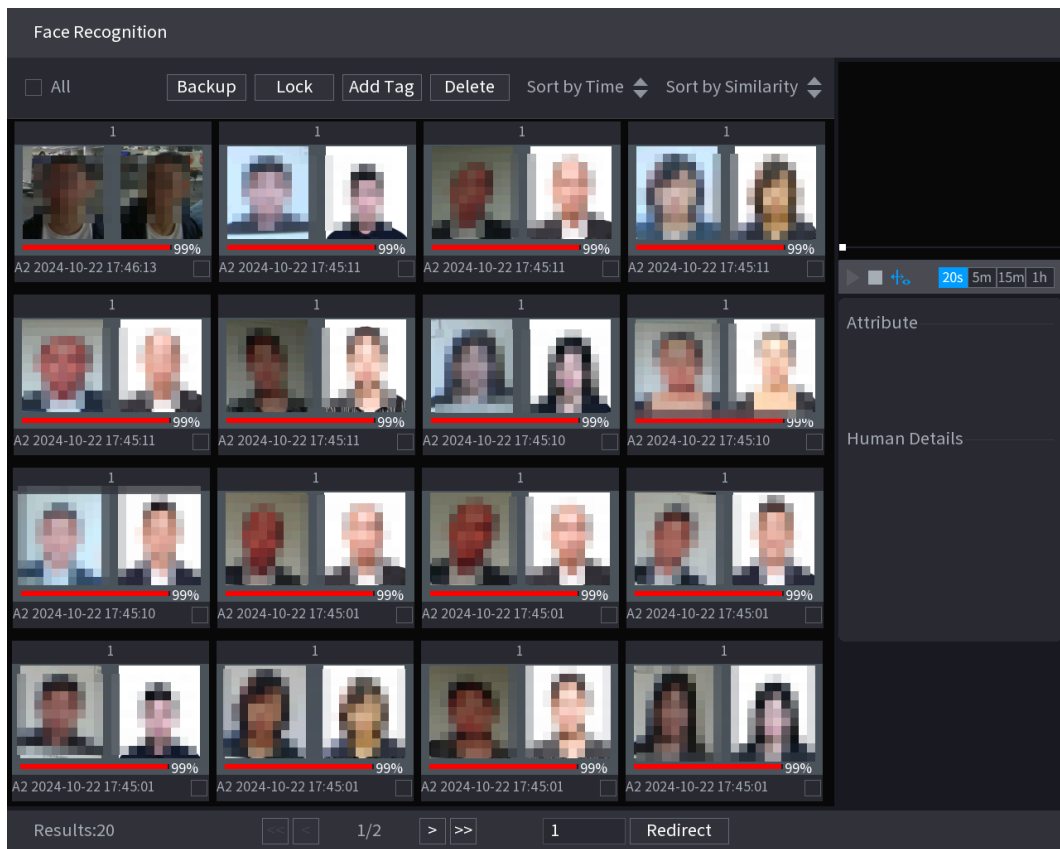 Face Recognition
All Backup Lock Add Tag Delete Sort by Time Sort by Similarity
1 1 1 1
99% 99% 99% 99%
A2 2024-10-22 17:46:13 A2 2024-10-22 17:45:11 A2 2024-10-22 17:45:11 A2 2024-10-22 17:45:11
20s 5m 15m 1h
1 1 1 1
Attribute
99% 99% 99% 99%
A2 2024-10-22 17:45:11 A2 2024-10-22 17:45:11 A2 2024-10-22 17:45:10 A2 2024-10-22 17:45:10
Human Details
1 1 1 1
99% 99% 99% 99%
A2 2024-10-22 17:45:10 A2 2024-10-22 17:45:01 A2 2024-10-22 17:45:01 A2 2024-10-22 17:45:01
1 1 1 1
99% 99% 99% 99%
A2 2024-10-22 17:45:01 A2 2024-10-22 17:45:01 A2 2024-10-22 17:45:01 A2 2024-10-22 17:45:01
Results:20 << < 1/2 > >> 1 Redirect